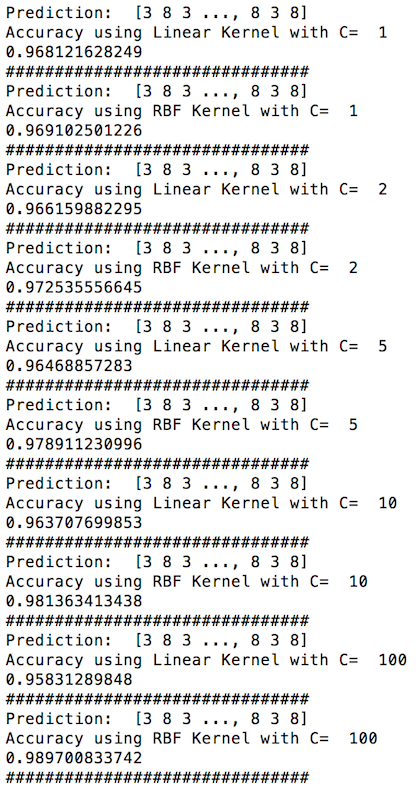 Prediction:  [3 8 3 ..., 8 3 8]
Accuracy using Linear Kernel with C=  1
0.968121628249
###############################
Prediction:  [3 8 3 ..., 8 3 8]
Accuracy using RBF Kernel with C=  1
0.969102501226
###############################
Prediction:  [3 8 3 ..., 8 3 8]
Accuracy using Linear Kernel with C=  2
0.966159882295
###############################
Prediction:  [3 8 3 ..., 8 3 8]
Accuracy using RBF Kernel with C=  2
0.972535556645
###############################
Prediction:  [3 8 3 ..., 8 3 8]
Accuracy using Linear Kernel with C=  5
0.96468857283
###############################
Prediction:  [3 8 3 ..., 8 3 8]
Accuracy using RBF Kernel with C=  5
0.978911230996
###############################
Prediction:  [3 8 3 ..., 8 3 8]
Accuracy using Linear Kernel with C=  10
0.963707699853
###############################
Prediction:  [3 8 3 ..., 8 3 8]
Accuracy using RBF Kernel with C=  10
0.981363413438
###############################
Prediction:  [3 8 3 ..., 8 3 8]
Accuracy using Linear Kernel with C=  100
0.95831289848
###############################
Prediction:  [3 8 3 ..., 8 3 8]
Accuracy using RBF Kernel with C=  100
0.989700833742
###############################